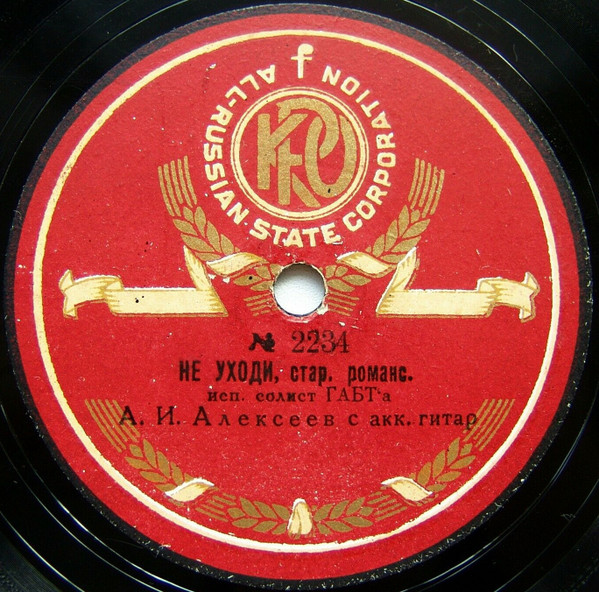 ALL-RUSSIAN STATE CORPORATION
№ 2234
НЕ УХОДИ, стар. романс.
исп. солист ГАБТ'а
А. И. Алексеев с акк. гитар